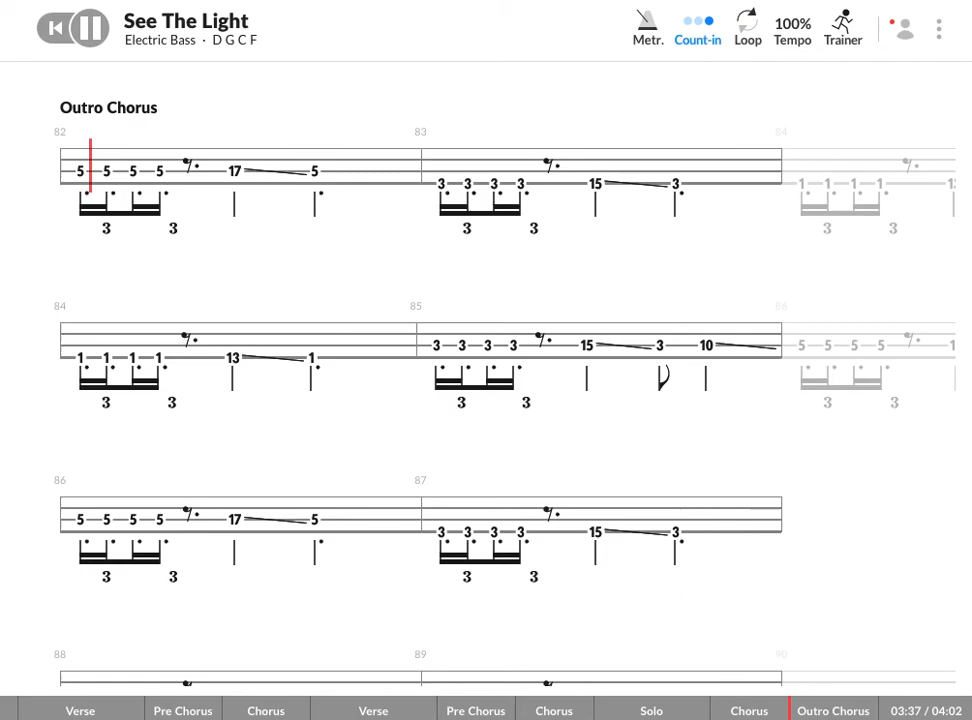 See The Light
Electric Bass · D G C F
Metr. Count-in Loop 100% Tempo Trainer
Outro Chorus
82 83 84
5 5 5 5 17 5 3 3 3 3 15 3 1 1 1 1
3 3 3 3 3 3
84 85 86
1 1 1 1 13 1 3 3 3 3 15 3 10 5 5 5 5
3 3 3 3 3 3
86 87
5 5 5 5 17 5 3 3 3 3 15 3
3 3 3 3
88 89 90
Verse Pre Chorus Chorus Verse Pre Chorus Chorus Solo Chorus Outro Chorus 03:37 / 04:02